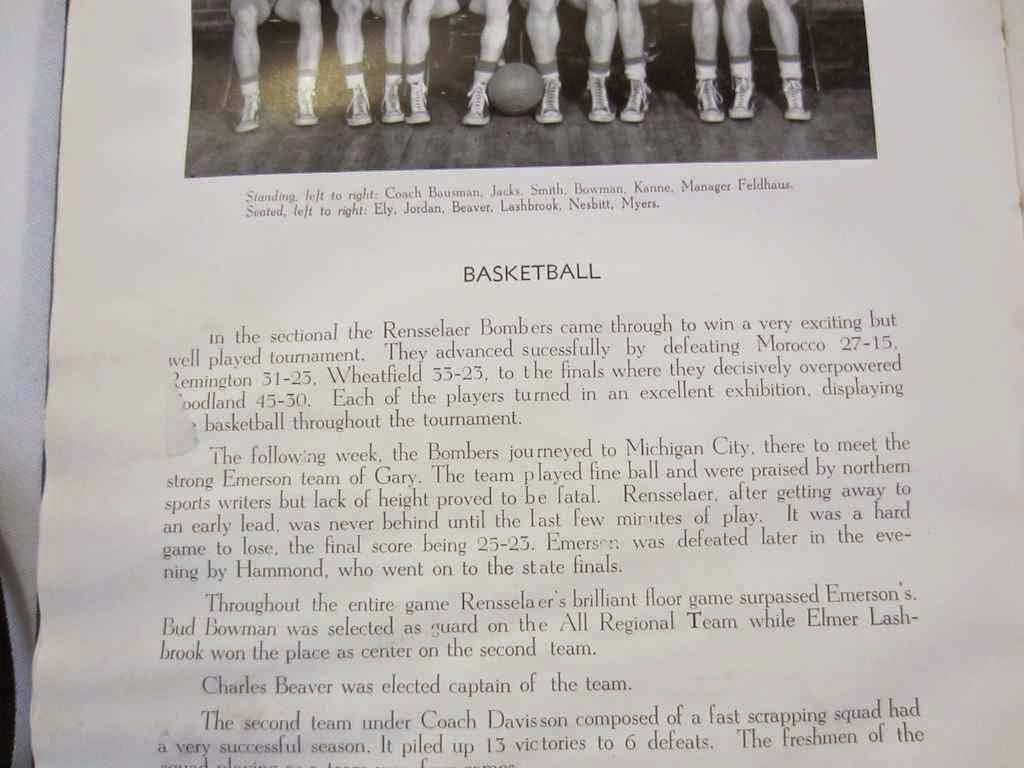 Standing, left to right: Coach Bausman, Jacks, Smith, Bowman, Kanne, Manager Feldhaus.
Seated, left to right: Ely, Jordan, Beaver, Lashbrook, Nesbitt, Myers.
BASKETBALL
In the sectional the Rensselaer Bombers came through to win a very exciting but
well played tournament. They advanced sucessfully by defeating Morocco 27-15,
Remington 31-23, Wheatfield 33-23, to the finals where they decisively overpowered
oodland 45-30. Each of the players turned in an excellent exhibition, displaying
basketball throughout the tournament.
The following week, the Bombers journeyed to Michigan City, there to meet the
strong Emerson team of Gary. The team played fine ball and were praised by northern
sports writers but lack of height proved to be fatal. Rensselaer, after getting away to
an early lead, was never behind until the last few minutes of play. It was a hard
game to lose, the final score being 25-23. Emerson was defeated later in the eve-
ning by Hammond, who went on to the state finals.
Throughout the entire game Rensselaer's brilliant floor game surpassed Emerson's.
Bud Bowman was selected as guard on the All Regional Team while Elmer Lash-
brook won the place as center on the second team.
Charles Beaver was elected captain of the team.
The second team under Coach Davisson composed of a fast scrapping squad had
a very successful season. It piled up 13 victories to 6 defeats. The freshmen of the